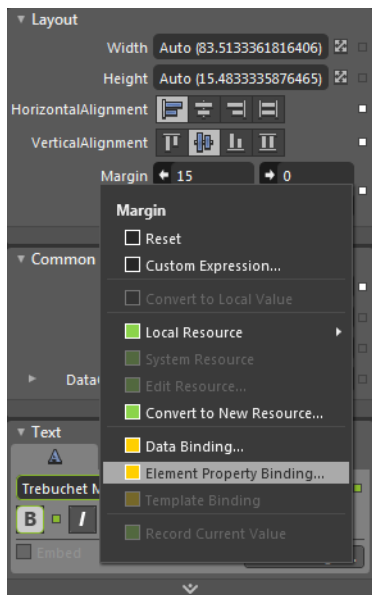 Layout
Width Auto (83.5133361816406)
Height Auto (15.4833335876465)
HorizontalAlignment
VerticalAlignment
Margin 15 0
Margin
Reset
Common
Custom Expression...
Convert to Local Value
Local Resource
System Resource
Edit Resource...
Data
Convert to New Resource...
Text
A
Data Binding...
Element Property Binding...
Trebuchet M
Template Binding
B I
Record Current Value
Embed